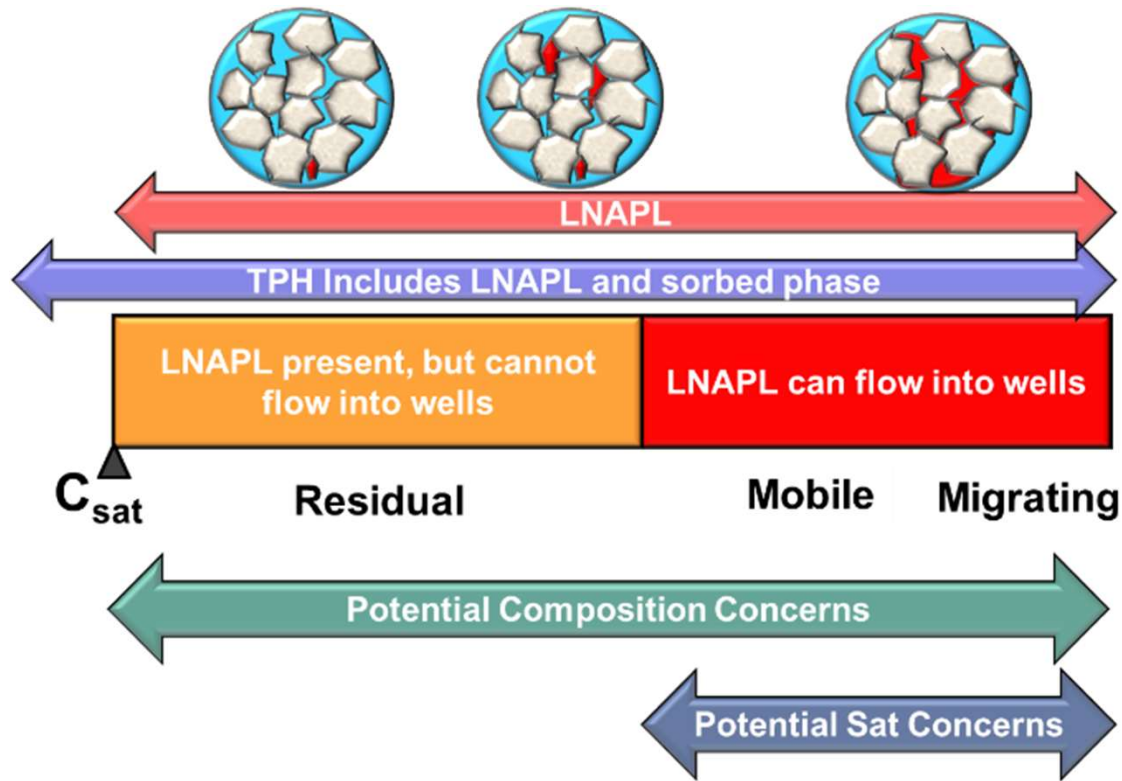 LNAPL
TPH Includes LNAPL and sorbed phase
LNAPL present, but cannot
flow into wells
LNAPL can flow into wells
Csat
Residual
Mobile
Migrating
Potential Composition Concerns
Potential Sat Concerns